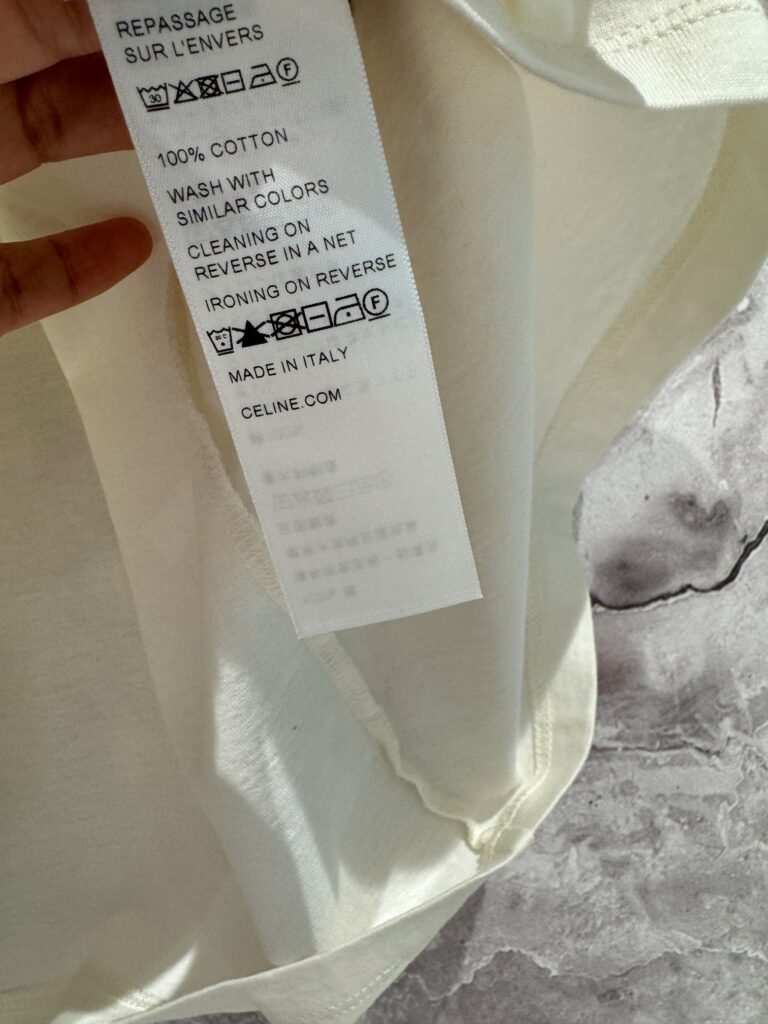 REPASSAGE
SUR L'ENVERS
30 F
100% COTTON
WASH WITH
SIMILAR COLORS
CLEANING ON
REVERSE IN A NET
IRONING ON REVERSE
F
MADE IN ITALY
CELINE.COM